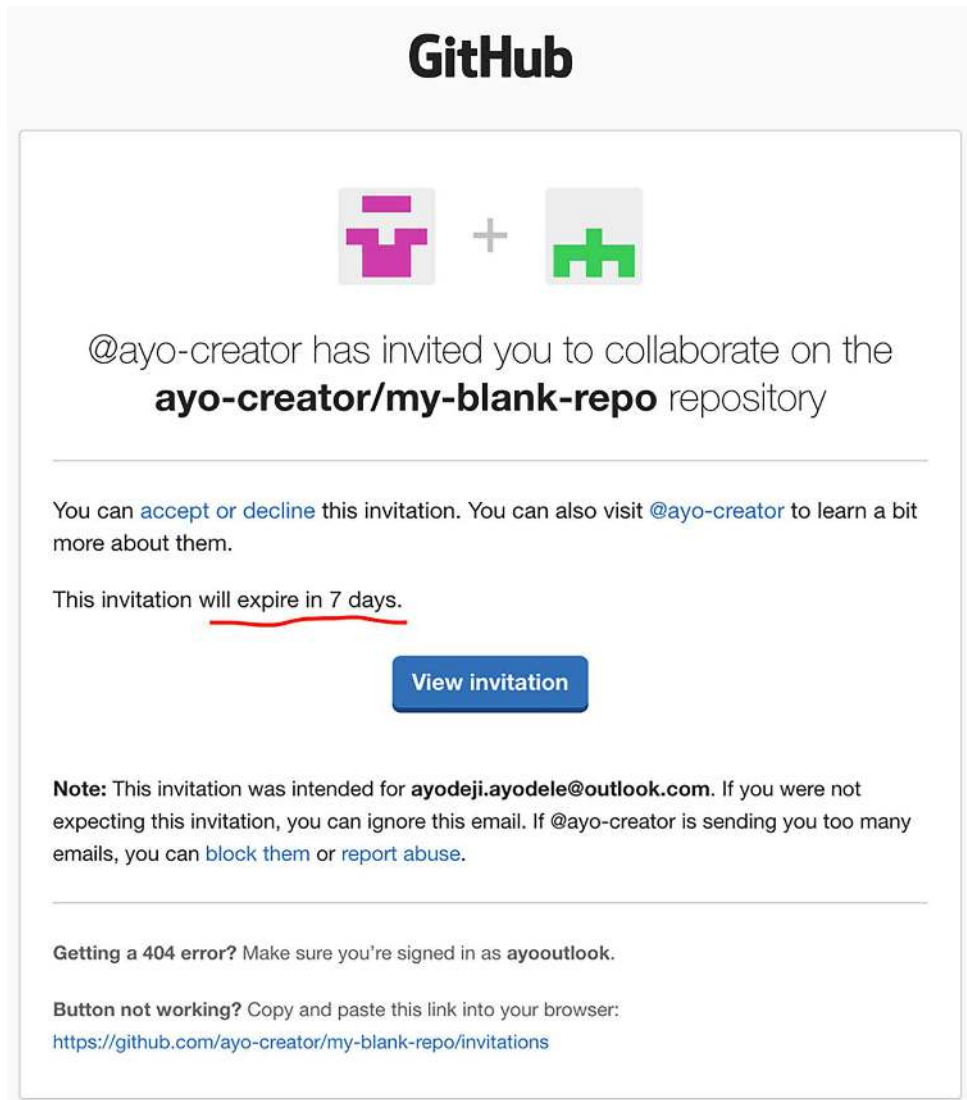 GitHub
@ayo-creator has invited you to collaborate on the
ayo-creator/my-blank-repo repository
You can accept or decline this invitation. You can also visit @ayo-creator to learn a bit
more about them.
This invitation will expire in 7 days.
View invitation
Note: This invitation was intended for ayodeji.ayodele@outlook.com. If you were not
expecting this invitation, you can ignore this email. If @ayo-creator is sending you too many
emails, you can block them or report abuse.
Getting a 404 error? Make sure you’re signed in as ayooutlook.
Button not working? Copy and paste this link into your browser:
https://github.com/ayo-creator/my-blank-repo/invitations